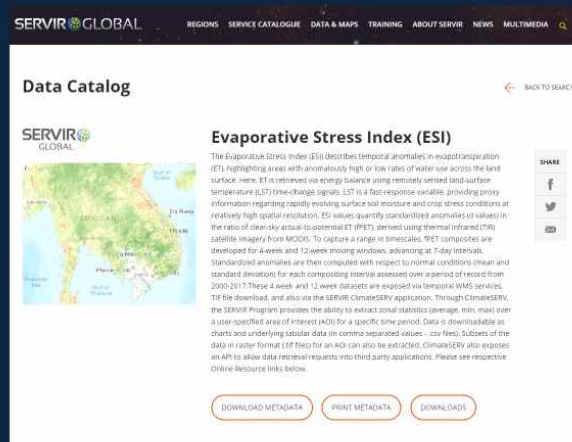 SERVIR GLOBAL REGIONS SERVICE CATALOGUE DATA & MAPS TRAINING ABOUT SERVIR NEWS MULTIMEDIA
Data Catalog
BACK TO SEARC
SERVIR
GLOBAL
Evaporative Stress Index (ESI)
The Evaporative Stress Index (ESI) describes temporal anomalies in evapotranspiration
(ET), highlighting areas with anomalously high or low rates of water use across the land
surface. Here, ET is retrieved via energy balance using remotely sensed land-surface
temperature (LST) time-change signals. LST is a fast-response variable, providing proxy
information regarding rapidly evolving surface soil moisture and crop stress conditions at
relatively high spatial resolution. ESI values quantify standardized anomalies (σ values) in
the ratio of clear-sky actual-to-potential ET (fPET), derived using thermal infrared (TIR)
satellite imagery from MODIS. To capture a range in timescales, fPET composites are
developed for 4-week and 12-week moving windows, advancing at 7-day intervals.
Standardized anomalies are then computed with respect to normal conditions (mean and
standard deviation) for each compositing interval assessed over a period of record from
2000-2017.These 4 week and 12 week datasets are exposed via temporal WMS services,
TIF file download, and also via the SERVIR ClimateSERV application. Through ClimateSERV,
the SERVIR Program provides the ability to extract zonal statistics (average, min, max) over
a user-specified area of interest (AOI) for a specific time period. Data is downloadable as
charts and underlying tabular data (in comma separated values - .csv files). Subsets of the
data in raster format (.tif files) for an AOI can also be extracted. ClimateSERV also exposes
an API to allow data retrieval requests into third party applications. Please see respective
Online Resource links below.
SHARE
DOWNLOAD METADATA PRINT METADATA DOWNLOADS